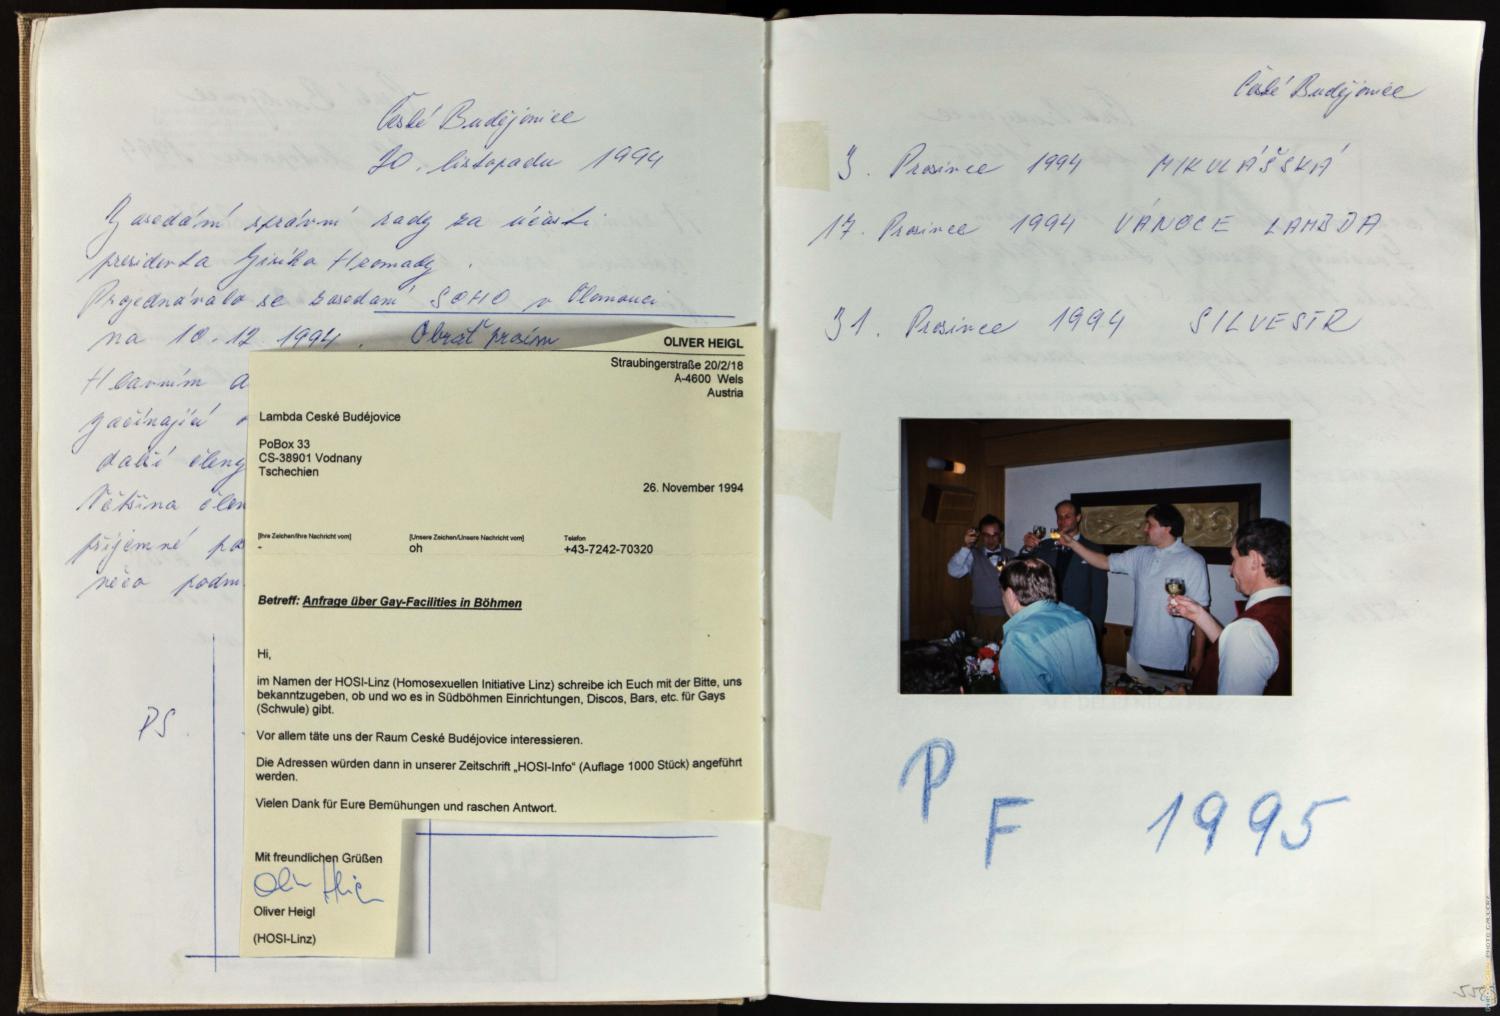 České Budějovice
20. listopadu 1994
Zasedání správní rady za účasti
presidenta Jiřího Hromady.
Projednávalo se zasedání SOHO v Olomouci
na 10.12.1994. Obrať prosím
Hlavním
začínající
další členy
Většina člen
příjemné
něco podm
PS.
OLIVER HEIGL
Straubingerstraße 20/2/18
A-4600 Wels
Austria
Lambda Ceské Budéjovice
PoBox 33
CS-38901 Vodnany
Tschechien
26. November 1994
[Ihre Zeichen/Ihre Nachricht vom] [Unsere Zeichen/Unsere Nachricht vom] Telefon
- oh +43-7242-70320
Betreff: Anfrage über Gay-Facilities in Böhmen
Hi,
im Namen der HOSI-Linz (Homosexuellen Initiative Linz) schreibe ich Euch mit der Bitte, uns
bekanntzugeben, ob und wo es in Südböhmen Einrichtungen, Discos, Bars, etc. für Gays
(Schwule) gibt.
Vor allem täte uns der Raum Ceské Budéjovice interessieren.
Die Adressen würden dann in unserer Zeitschrift „HOSI-Info“ (Auflage 1000 Stück) angeführt
werden.
Vielen Dank für Eure Bemühungen und raschen Antwort.
Mit freundlichen Grüßen
Oliver Heigl
(HOSI-Linz)
České Budějovice
3. Prosince 1994 MIKULÁŠSKÁ
17. Prosince 1994 VÁNOCE LAMBDA
31. Prosince 1994 SILVESTR
PF 1995